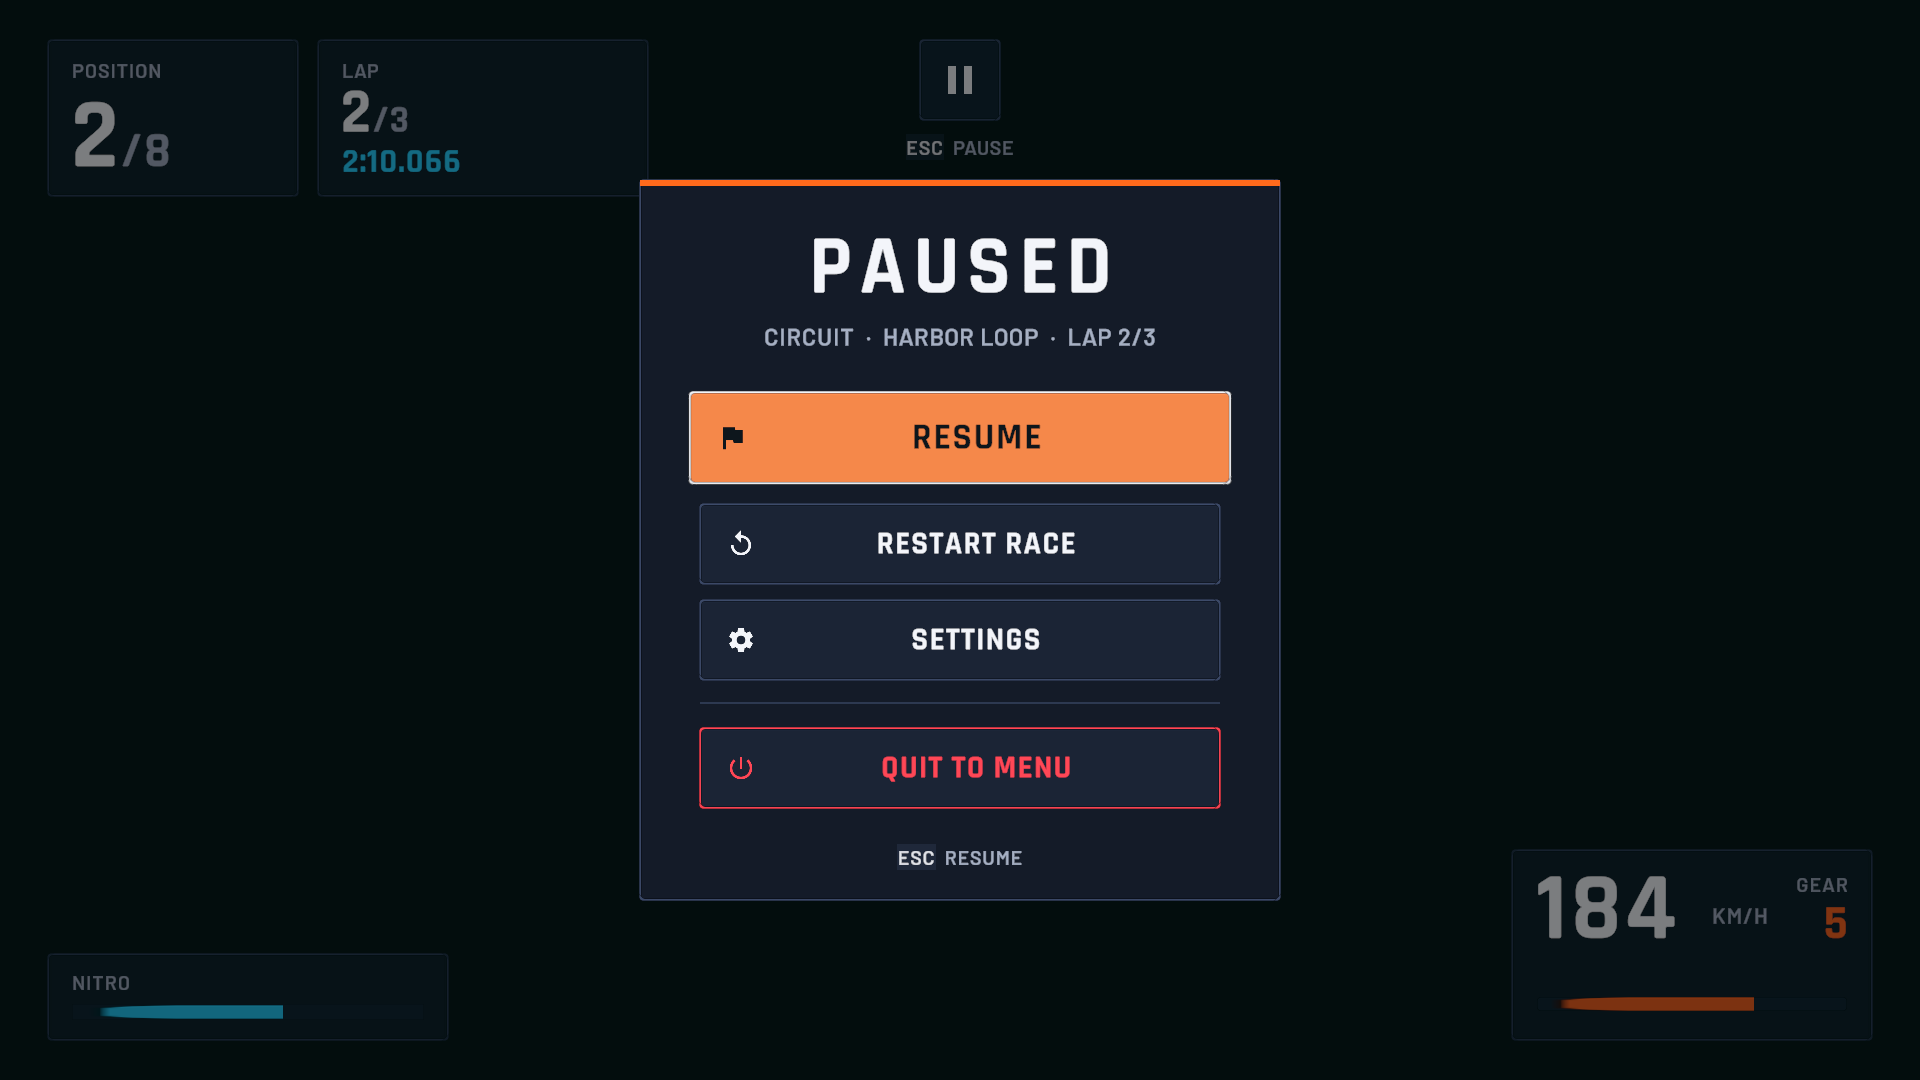 POSITION
2/8
LAP
2/3
2:10.066
ESC PAUSE
PAUSED
CIRCUIT · HARBOR LOOP · LAP 2/3
RESUME
RESTART RACE
SETTINGS
QUIT TO MENU
ESC RESUME
NITRO
184 KM/H
GEAR
5